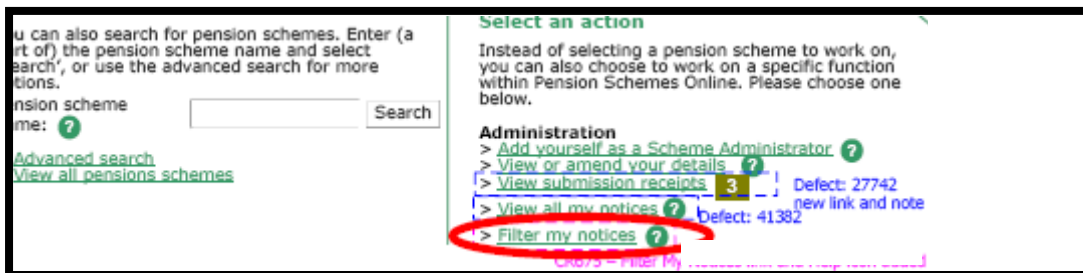 u can also search for pension schemes. Enter (a
rt of) the pension scheme name and select
earch', or use the advanced search for more
tions.
nsion scheme
me: ?
Search
Advanced search
View all pensions schemes
Select an action
Instead of selecting a pension scheme to work on,
you can also choose to work on a specific function
within Pension Schemes Online. Please choose one
below.
Administration
> Add yourself as a Scheme Administrator ?
> View or amend your details ?
> View submission receipts 3 Defect: 27742
new link and note
> View all my notices ? Defect: 41382
> Filter my notices ?
Filter My